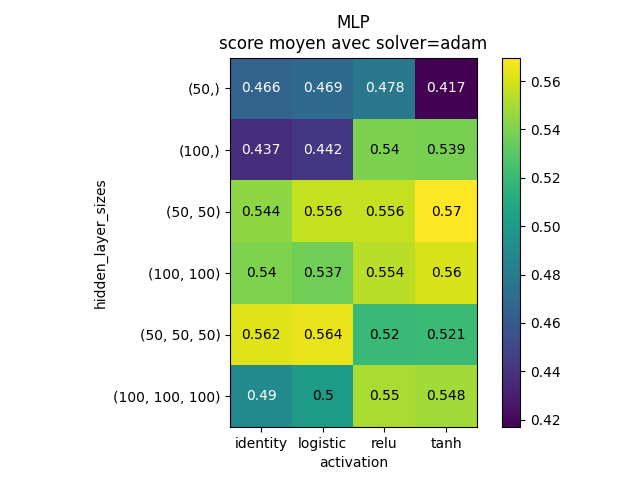 MLP
score moyen avec solver=adam
hidden_layer_sizes
(50,) 0.466 0.469 0.478 0.417
(100,) 0.437 0.442 0.54 0.539
(50, 50) 0.544 0.556 0.556 0.57
(100, 100) 0.54 0.537 0.554 0.56
(50, 50, 50) 0.562 0.564 0.52 0.521
(100, 100, 100) 0.49 0.5 0.55 0.548
identity logistic relu tanh
activation
0.56
0.54
0.52
0.50
0.48
0.46
0.44
0.42